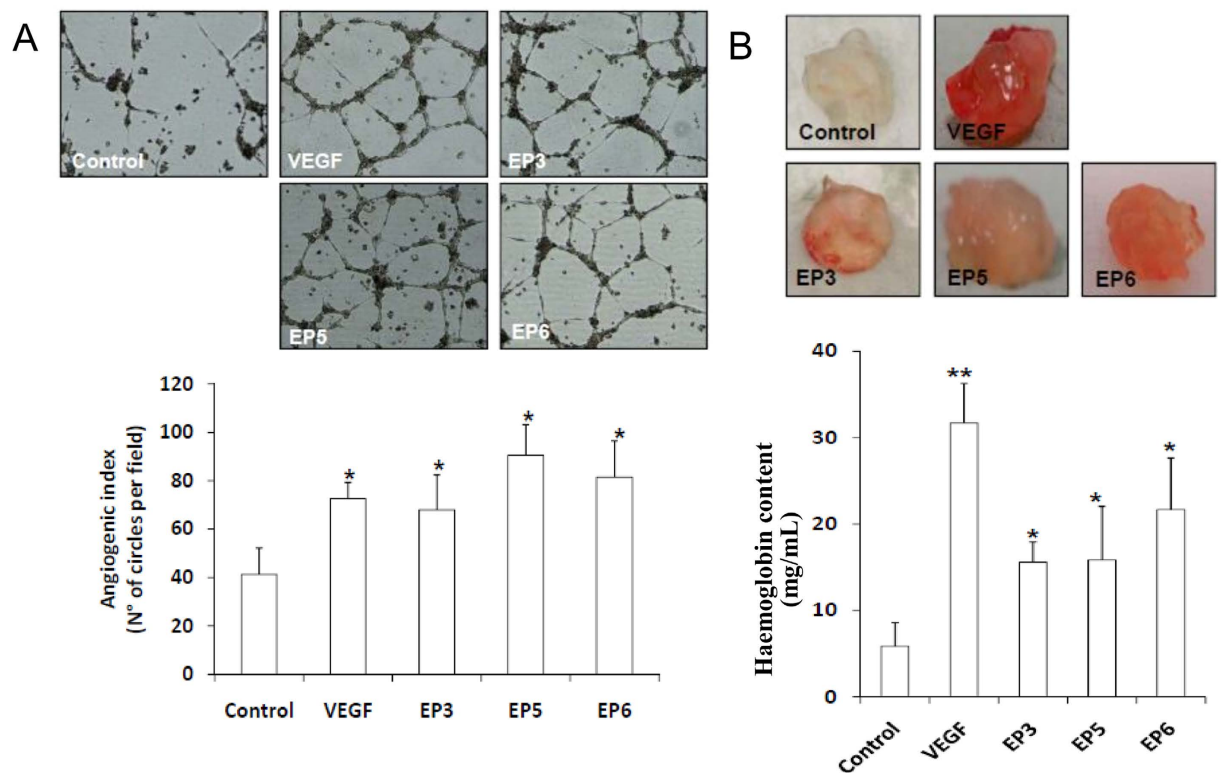 A
Control
VEGF
EP3
EP5
EP6
120
100
80
60
40
20
0
Angiogenic index
(N° of circles per field)
*
*
*
*
Control VEGF EP3 EP5 EP6
B
Control
VEGF
EP3
EP5
EP6
40
30
20
10
0
Haemoglobin content
(mg/mL)
**
*
*
*
Control VEGF EP3 EP5 EP6